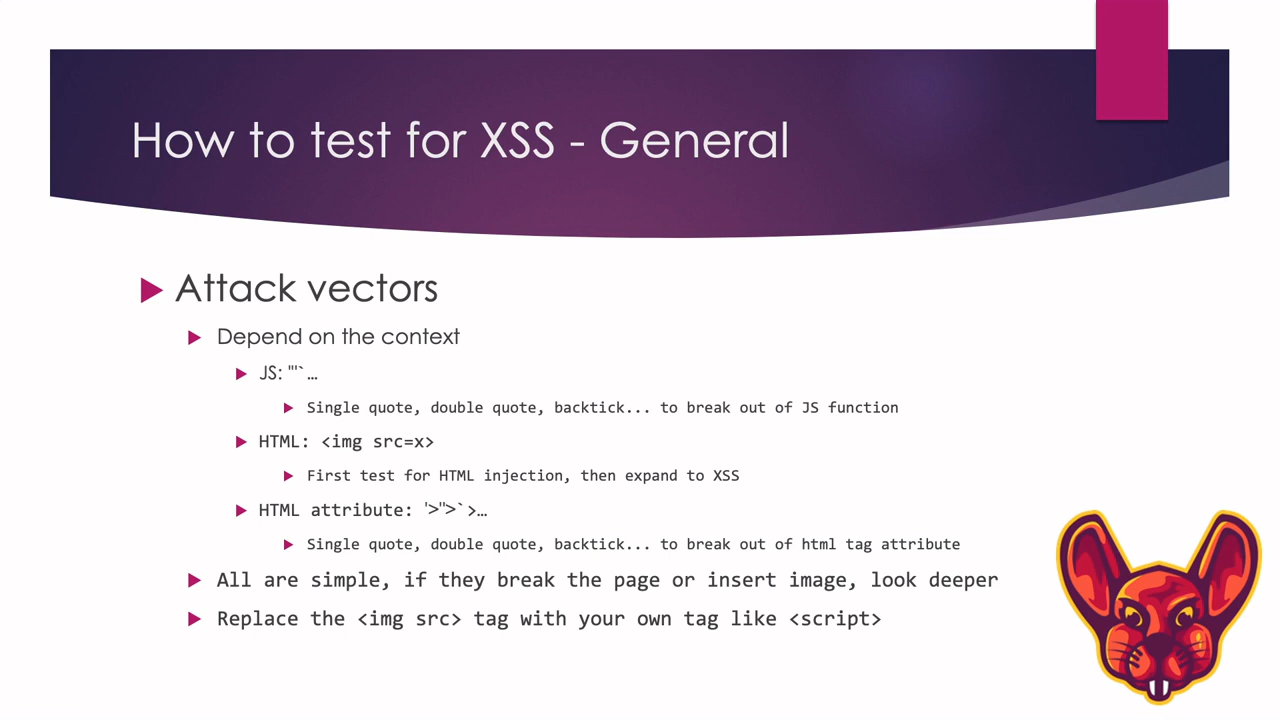 How to test for XSS - General
Attack vectors
Depend on the context
JS: '"`…
Single quote, double quote, backtick... to break out of JS function
HTML: <img src=x>
First test for HTML injection, then expand to XSS
HTML attribute: '>">`>…
Single quote, double quote, backtick... to break out of html tag attribute
All are simple, if they break the page or insert image, look deeper
Replace the <img src> tag with your own tag like <script>